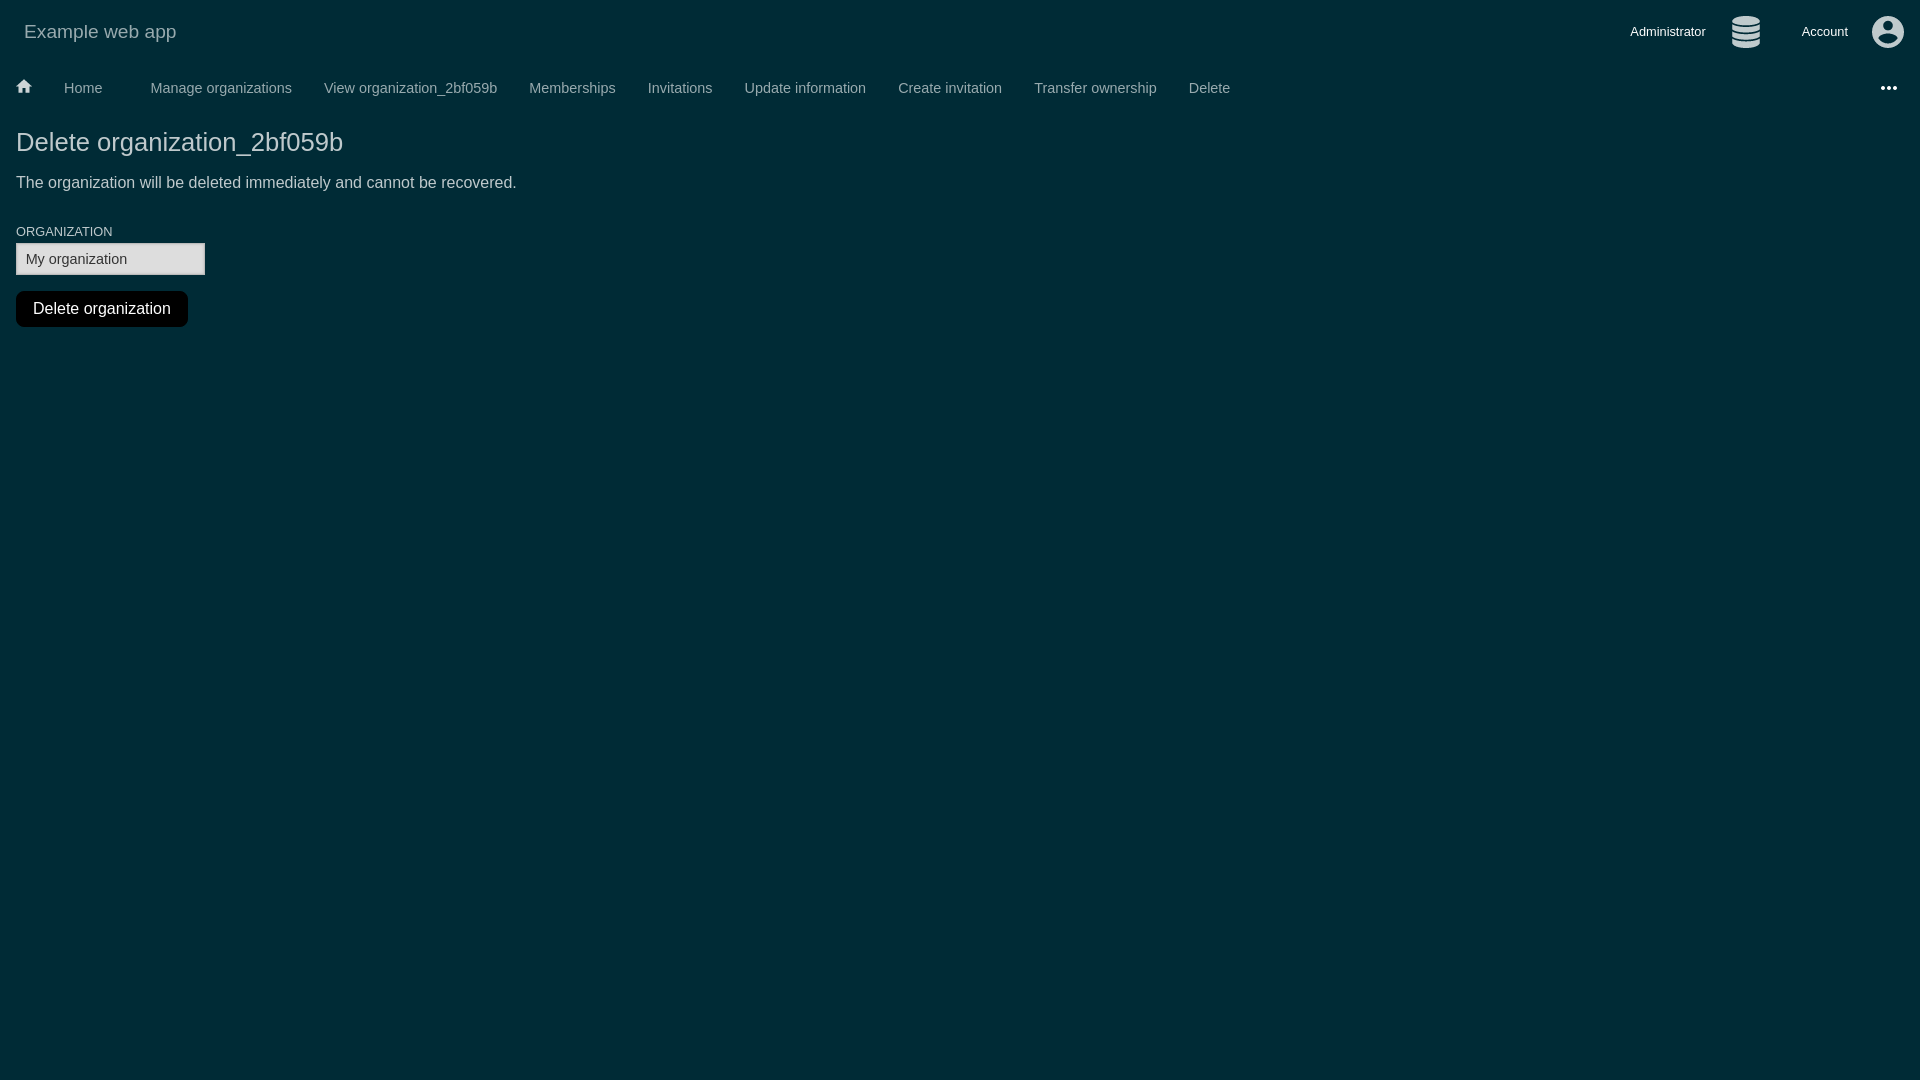 Example web app
Administrator
Account
Home
Manage organizations
View organization_2bf059b
Memberships
Invitations
Update information
Create invitation
Transfer ownership
Delete
Delete organization_2bf059b
The organization will be deleted immediately and cannot be recovered.
ORGANIZATION
My organization
Delete organization